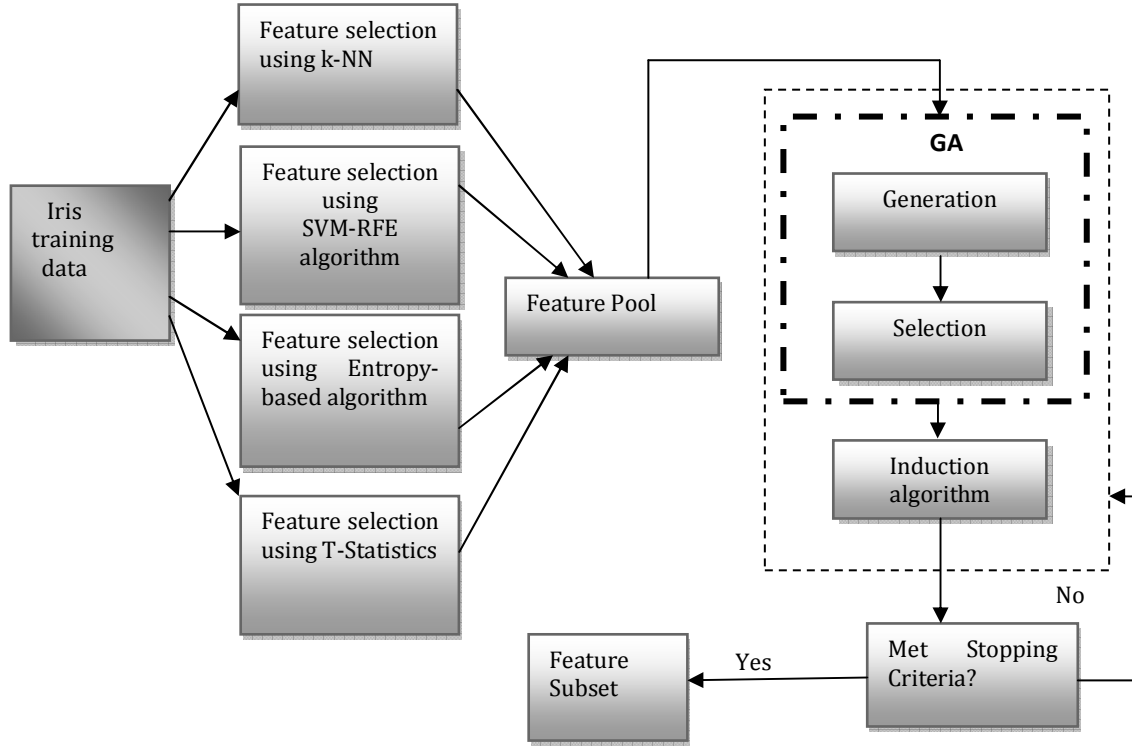 Iris
training
data
Feature selection
using k-NN
Feature selection
using
SVM-RFE
algorithm
Feature selection
using Entropy-
based algorithm
Feature selection
using T-Statistics
Feature Pool
GA
Generation
Selection
Induction
algorithm
No
Met Stopping
Criteria?
Yes
Feature
Subset